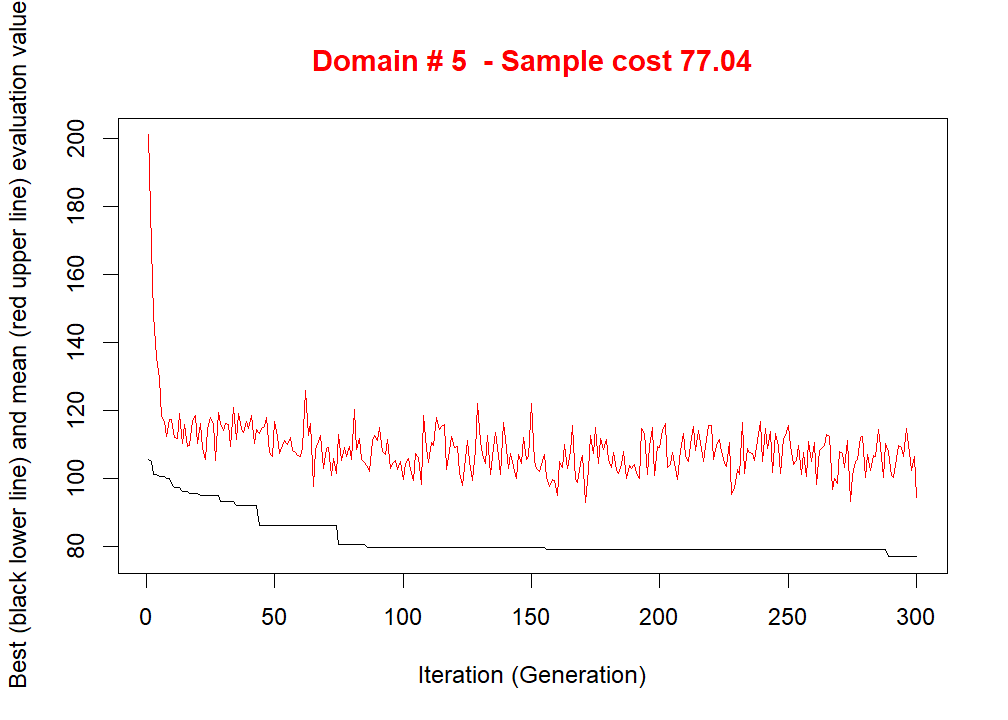 Domain # 5  - Sample cost 77.04
Best (black lower line) and mean (red upper line) evaluation value
200
180
160
140
120
100
80
0 50 100 150 200 250 300
Iteration (Generation)